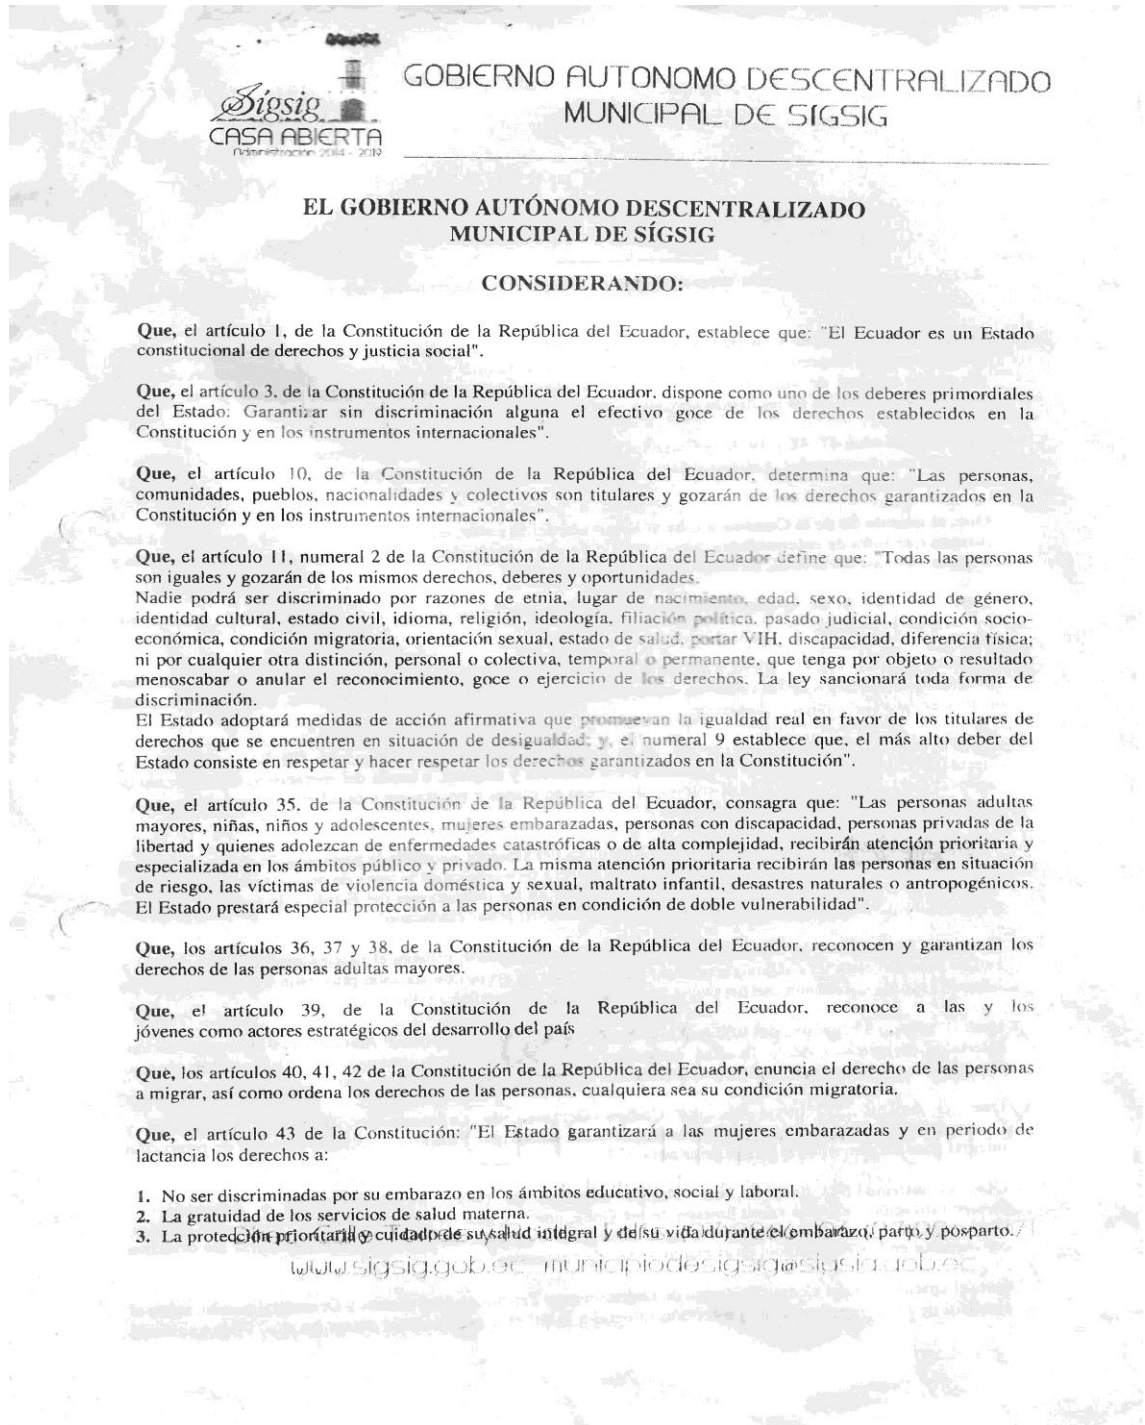 GOBIERNO AUTONOMO DESCENTRALIZADO
MUNICIPAL DE SÍGSIG
Sígsig
CASA ABIERTA
Administración 2014 - 2019
EL GOBIERNO AUTÓNOMO DESCENTRALIZADO
MUNICIPAL DE SÍGSIG
CONSIDERANDO:
Que, el artículo 1, de la Constitución de la República del Ecuador, establece que: "El Ecuador es un Estado
constitucional de derechos y justicia social".
Que, el artículo 3, de la Constitución de la República del Ecuador, dispone como uno de los deberes primordiales
del Estado: Garantizar sin discriminación alguna el efectivo goce de los derechos establecidos en la
Constitución y en los instrumentos internacionales".
Que, el artículo 10, de la Constitución de la República del Ecuador, determina que: "Las personas,
comunidades, pueblos, nacionalidades y colectivos son titulares y gozarán de los derechos garantizados en la
Constitución y en los instrumentos internacionales".
Que, el artículo 11, numeral 2 de la Constitución de la República del Ecuador define que: "Todas las personas
son iguales y gozarán de los mismos derechos, deberes y oportunidades.
Nadie podrá ser discriminado por razones de etnia, lugar de nacimiento, edad, sexo, identidad de género,
identidad cultural, estado civil, idioma, religión, ideología, filiación política, pasado judicial, condición socio-
económica, condición migratoria, orientación sexual, estado de salud, portar VIH, discapacidad, diferencia física;
ni por cualquier otra distinción, personal o colectiva, temporal o permanente, que tenga por objeto o resultado
menoscabar o anular el reconocimiento, goce o ejercicio de los derechos. La ley sancionará toda forma de
discriminación.
El Estado adoptará medidas de acción afirmativa que promuevan la igualdad real en favor de los titulares de
derechos que se encuentren en situación de desigualdad; y, el numeral 9 establece que, el más alto deber del
Estado consiste en respetar y hacer respetar los derechos garantizados en la Constitución".
Que, el artículo 35, de la Constitución de la República del Ecuador, consagra que: "Las personas adultas
mayores, niñas, niños y adolescentes, mujeres embarazadas, personas con discapacidad, personas privadas de la
libertad y quienes adolezcan de enfermedades catastróficas o de alta complejidad, recibirán atención prioritaria y
especializada en los ámbitos público y privado. La misma atención prioritaria recibirán las personas en situación
de riesgo, las víctimas de violencia doméstica y sexual, maltrato infantil, desastres naturales o antropogénicos.
El Estado prestará especial protección a las personas en condición de doble vulnerabilidad".
Que, los artículos 36, 37 y 38, de la Constitución de la República del Ecuador, reconocen y garantizan los
derechos de las personas adultas mayores.
Que, el artículo 39, de la Constitución de la República del Ecuador, reconoce a las y los
jóvenes como actores estratégicos del desarrollo del país
Que, los artículos 40, 41, 42 de la Constitución de la República del Ecuador, enuncia el derecho de las personas
a migrar, así como ordena los derechos de las personas, cualquiera sea su condición migratoria.
Que, el artículo 43 de la Constitución: "El Estado garantizará a las mujeres embarazadas y en periodo de
lactancia los derechos a:
1. No ser discriminadas por su embarazo en los ámbitos educativo, social y laboral.
2. La gratuidad de los servicios de salud materna.
3. La protección prioritaria y cuidado de su salud integral y de su vida durante el embarazo, parto y posparto.
www.sigsig.gob.ec municipiodesigsig@sigsig.gob.ec